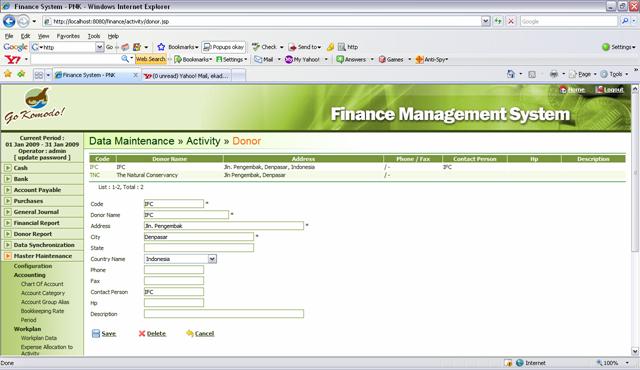 Finance System - PNK - Windows Internet Explorer
http://localhost:8080/finance/activity/donor.jsp
Google
File Edit View Favorites Tools Help
Google http Go Bookmarks Popups okay Check Send to http Settings
Y! Web Search Bookmarks Settings Mail My Yahoo! Answers Games Anti-Spy
Finance System - PNK (0 unread) Yahoo! Mail, ekad... Page Tools
Home Logout
Go Komodo!
Finance Management System
Current Period :
01 Jan 2009 - 31 Jan 2009
Operator : admin
[ update password ]
Cash
Bank
Account Payable
Purchases
General Journal
Financial Report
Donor Report
Data Synchronization
Master Maintenance
Configuration
Accounting
Chart Of Account
Account Category
Account Group Alias
Bookkeeping Rate
Period
Workplan
Workplan Data
Expense Allocation to
Activity
Data Maintenance » Activity » Donor
Code Donor Name Address Phone / Fax Contact Person Hp Description
IFC IFC Jln. Pengembak, Denpasar, Indonesia / - IFC
TNC The Natural Conservancy Jln Pengembak, Denpasar / -
List : 1-2, Total : 2
Code IFC *
Donor Name IFC *
Address Jln. Pengembak *
City Denpasar *
State
Country Name Indonesia
Phone
Fax
Contact Person IFC
Hp
Description
Save Delete Cancel
Done Internet 100%